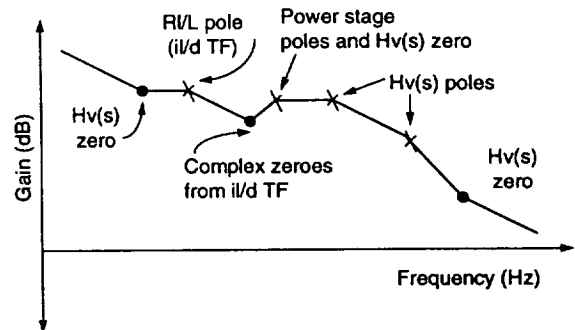 Rl/L pole
(il/d TF)
Power stage
poles and Hv(s) zero
Hv(s)
zero
Hv(s) poles
Complex zeroes
from il/d TF
Hv(s)
zero
Gain (dB)
Frequency (Hz)